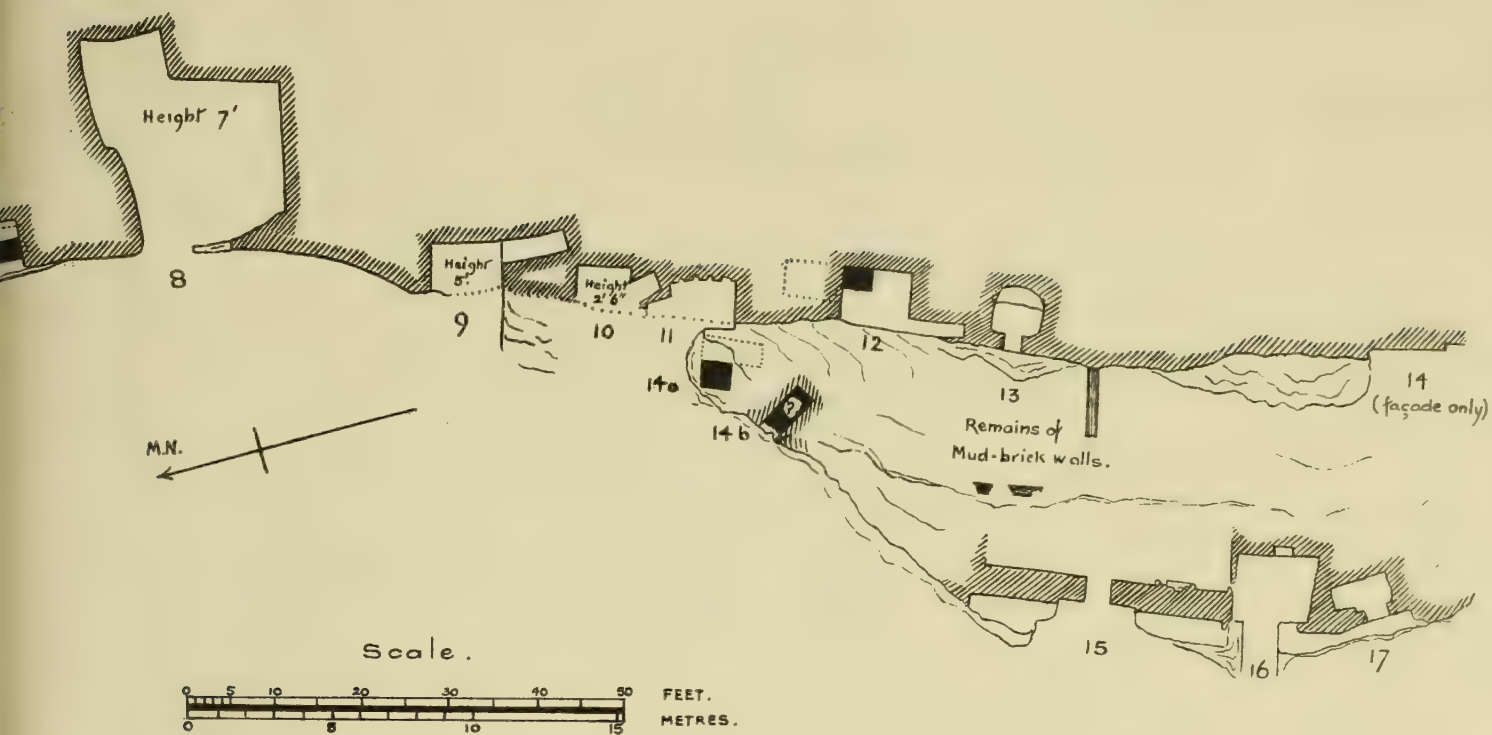 Height 7'
8
Height
5'.
9
Height
2' 6"
10
11
12
13
14
(façade only)
14a
14b
?
Remains of
Mud-brick walls.
M.N.
15
16
17
Scale.
0 5 10 20 30 40 50 FEET.
0 5 10 15 METRES.